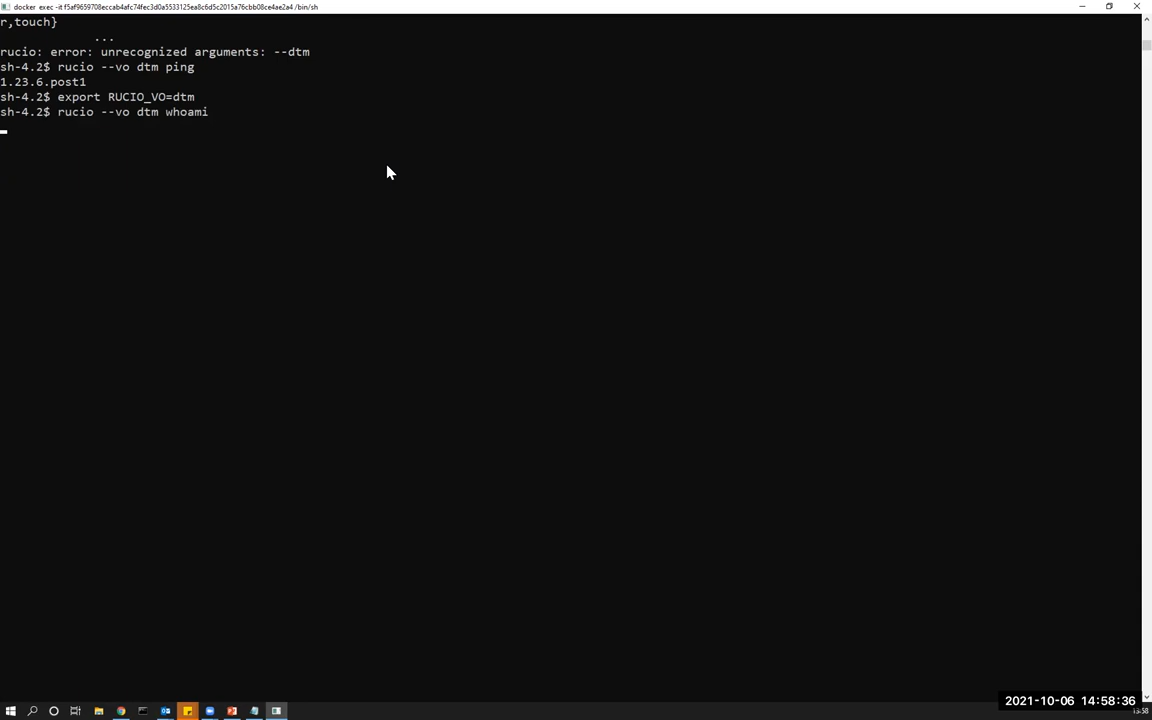 docker exec -it f5af9659708eccab4afc74fec3d0a5533125ea8c6d5c2015a76cbb08ce4ae2a4 /bin/sh
r,touch}
...
rucio: error: unrecognized arguments: --dtm
sh-4.2$ rucio --vo dtm ping
1.23.6.post1
sh-4.2$ export RUCIO_VO=dtm
sh-4.2$ rucio --vo dtm whoami
2021-10-06 14:58:36
13:58